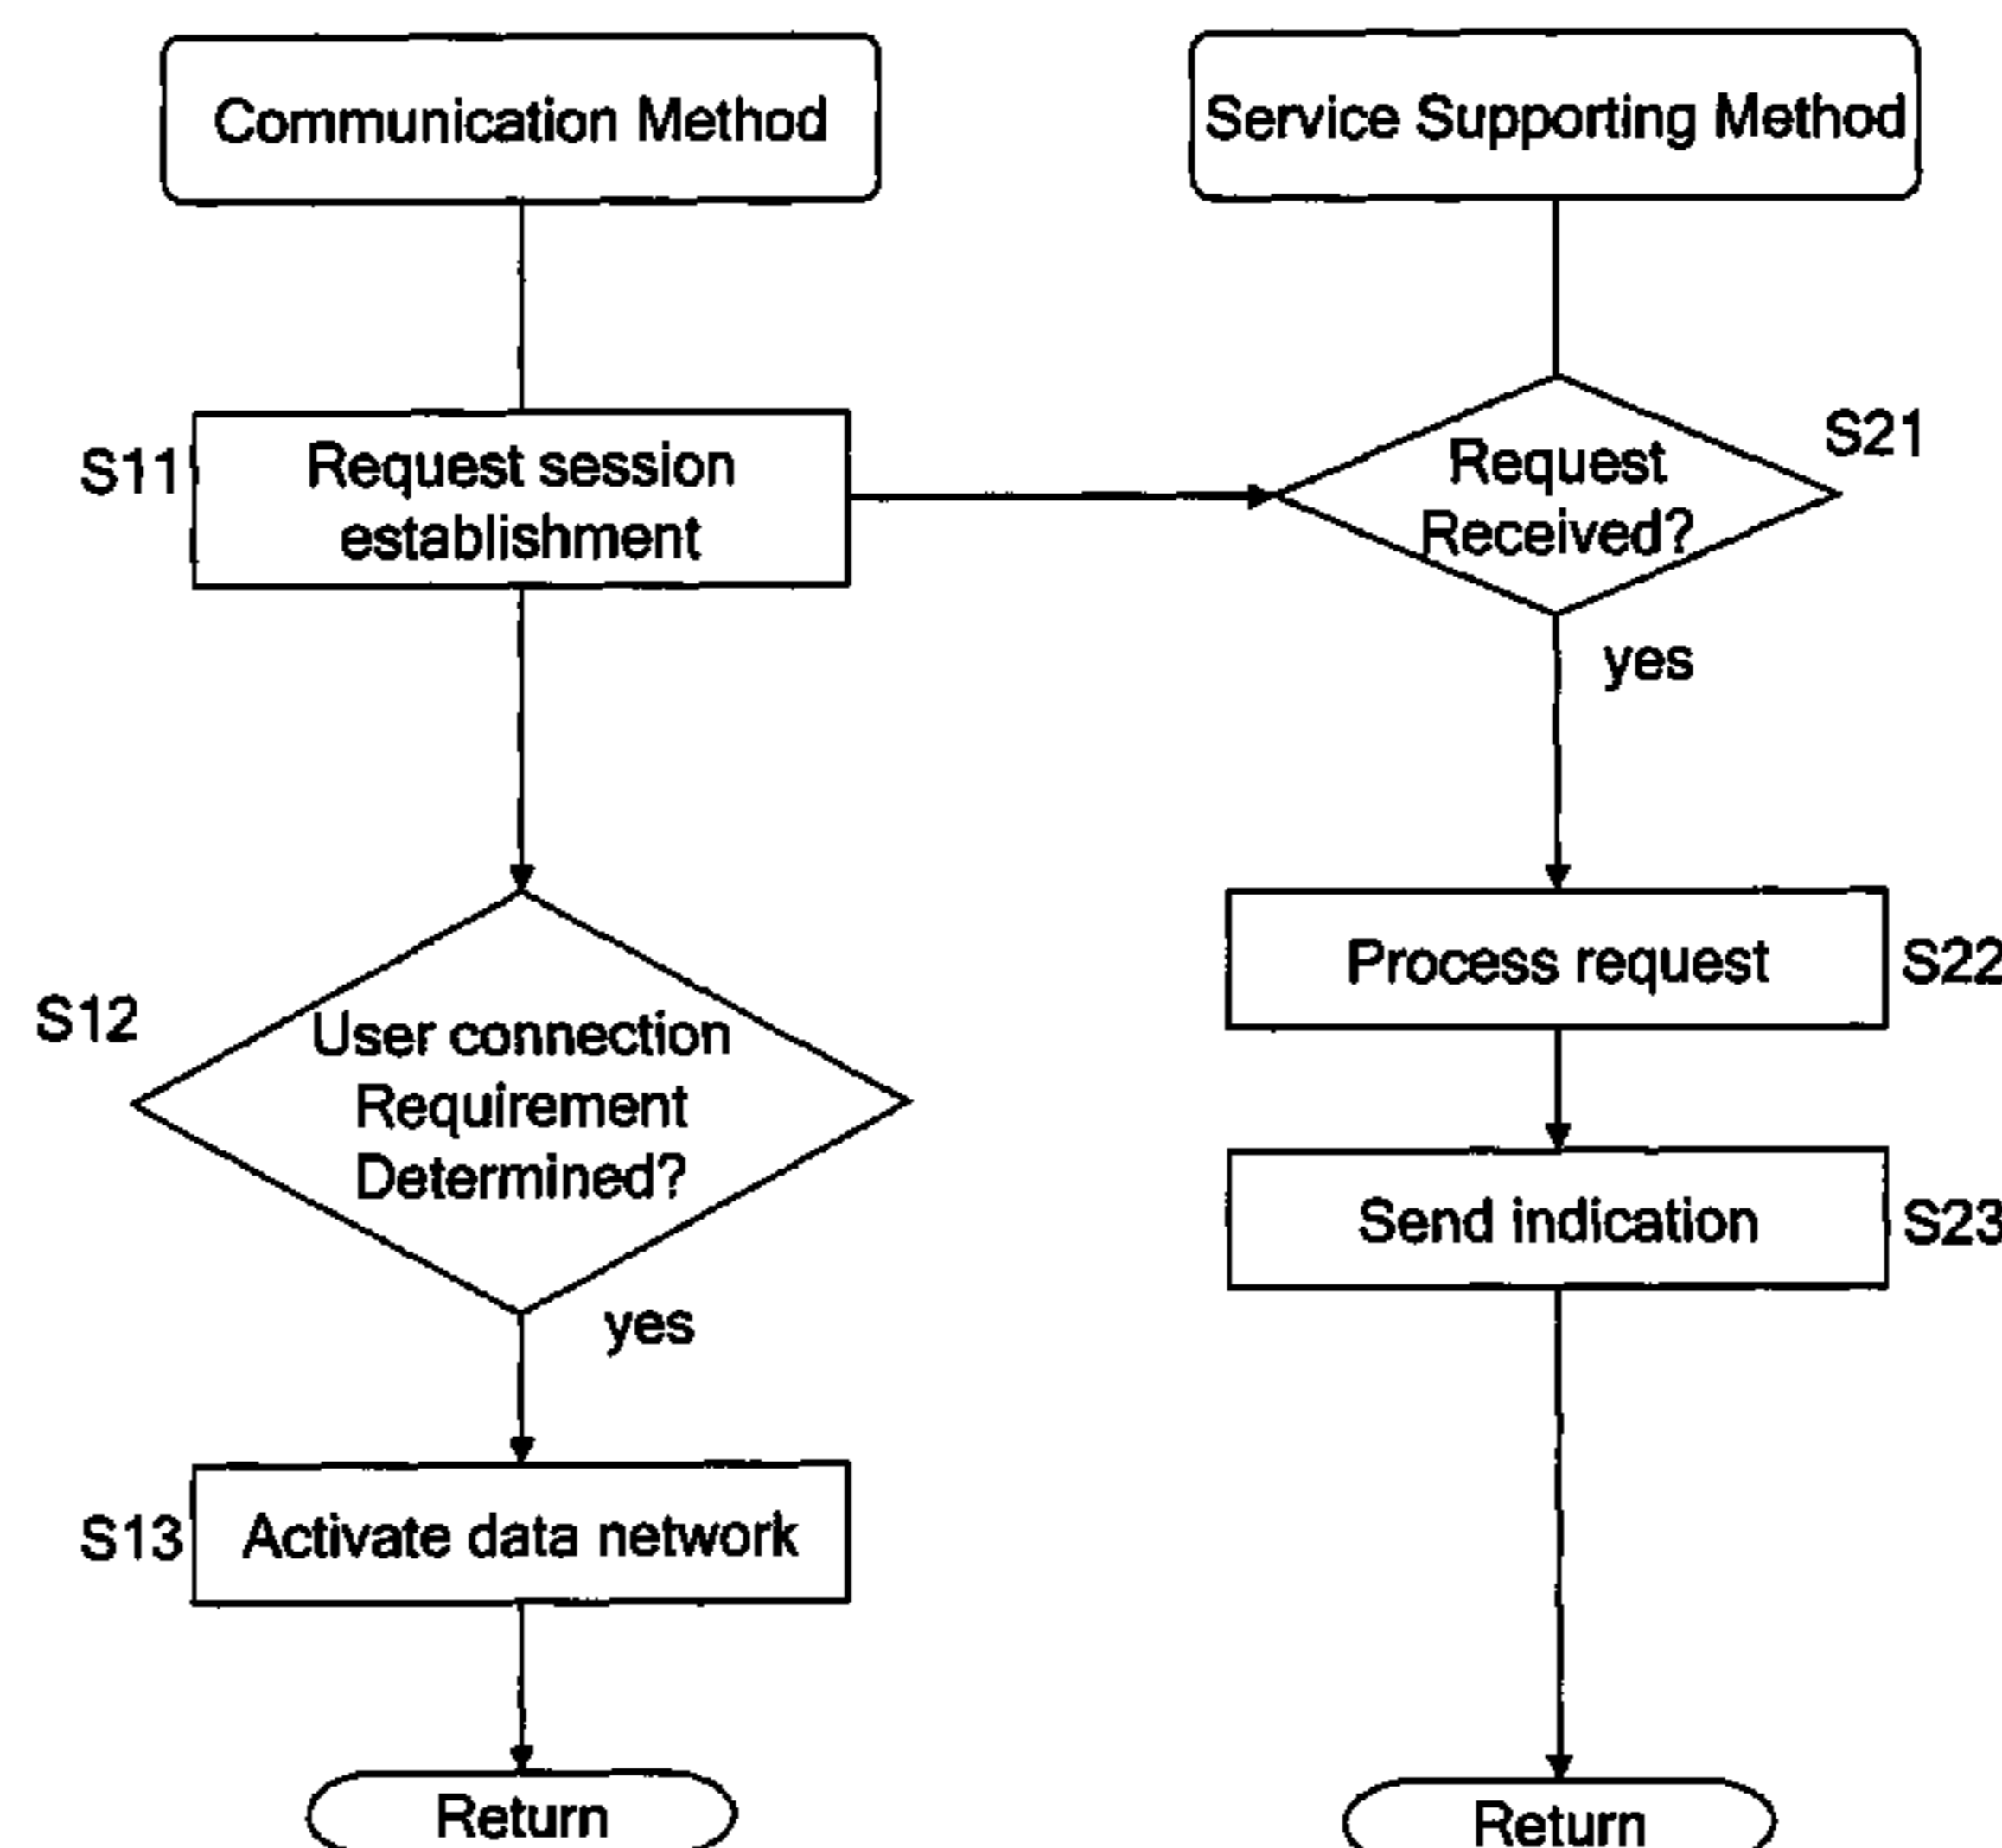 Communication Method
Service Supporting Method
S11
Request session
establishment
Request
Received?
S21
yes
S12
User connection
Requirement
Determined?
yes
Process request
S22
Send indication
S23
S13
Activate data network
Return
Return